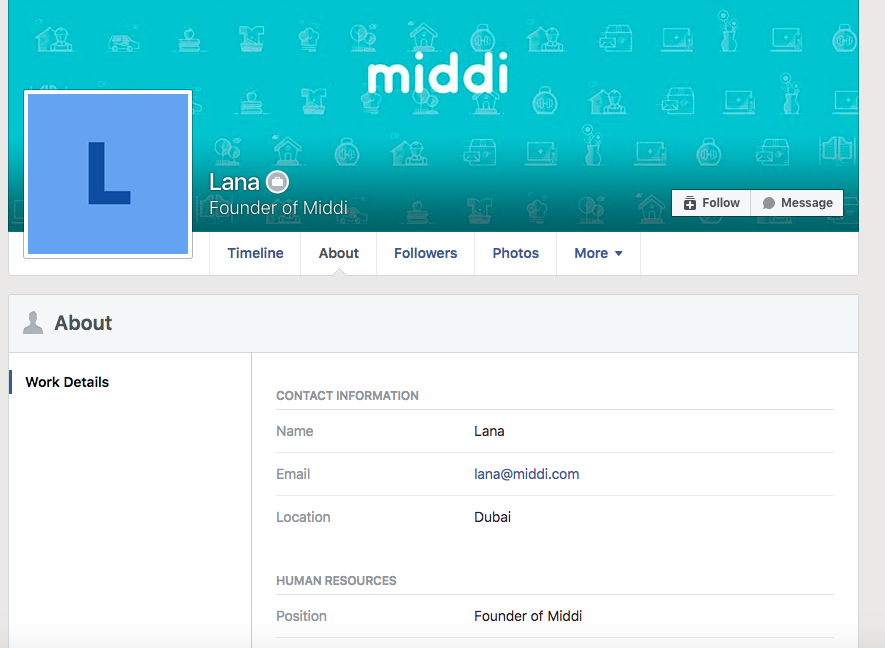 middi
L
Lana
Founder of Middi
Follow Message
Timeline About Followers Photos More
About
Work Details
CONTACT INFORMATION
Name Lana
Email lana@middi.com
Location Dubai
HUMAN RESOURCES
Position Founder of Middi